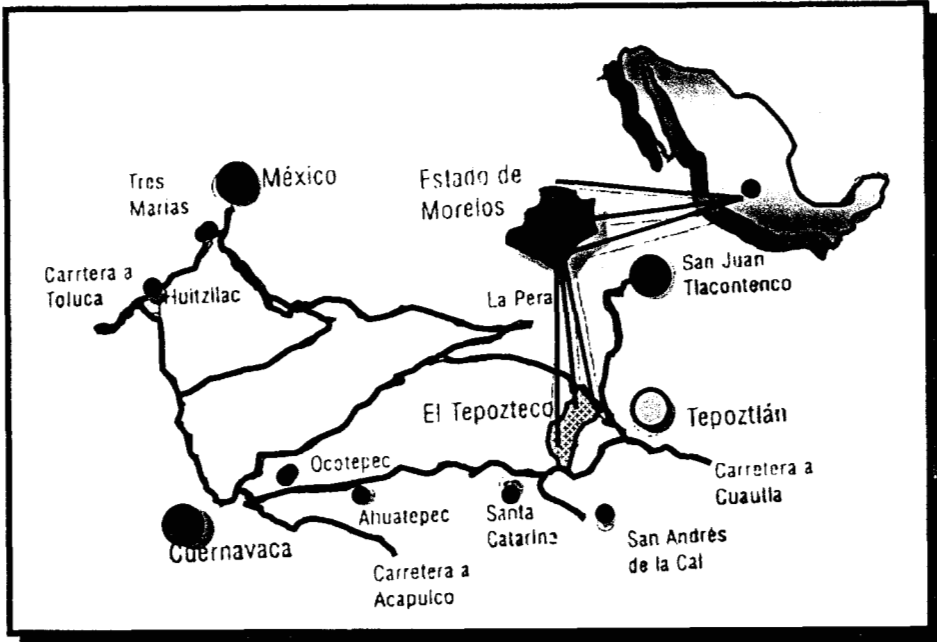 México
Tres
Marias
Estado de
Morelos
Carrtera a
Toluca
Huitzilac
San Juan
Tlacontenco
La Pera
El Tepozteco
Tepoztlán
Ocotepec
Carretera a
Cuautla
Ahuatepec
Santa
Catarina
San Andrés
de la Cal
Cuernavaca
Carretera a
Acapulco